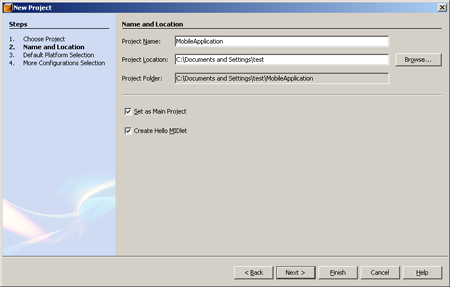 New Project
Steps
1. Choose Project
2. Name and Location
3. Default Platform Selection
4. More Configurations Selection
Name and Location
Project Name: MobileApplication
Project Location: C:\Documents and Settings\test Browse...
Project Folder: C:\Documents and Settings\test\MobileApplication
Set as Main Project
Create Hello MIDlet
< Back Next > Finish Cancel Help